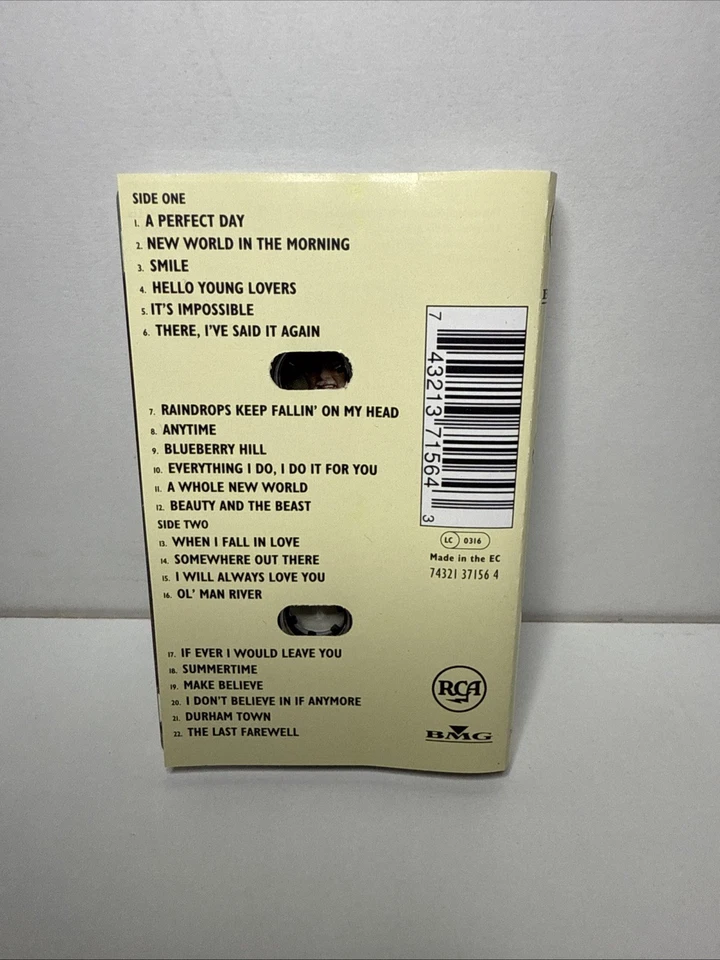 SIDE ONE
1. A PERFECT DAY
2. NEW WORLD IN THE MORNING
3. SMILE
4. HELLO YOUNG LOVERS
5. IT'S IMPOSSIBLE
6. THERE, I'VE SAID IT AGAIN
7. RAINDROPS KEEP FALLIN' ON MY HEAD
8. ANYTIME
9. BLUEBERRY HILL
10. EVERYTHING I DO, I DO IT FOR YOU
11. A WHOLE NEW WORLD
12. BEAUTY AND THE BEAST
SIDE TWO
13. WHEN I FALL IN LOVE
14. SOMEWHERE OUT THERE
15. I WILL ALWAYS LOVE YOU
16. OL' MAN RIVER
17. IF EVER I WOULD LEAVE YOU
18. SUMMERTIME
19. MAKE BELIEVE
20. I DON'T BELIEVE IN IF ANYMORE
21. DURHAM TOWN
22. THE LAST FAREWELL
7 43213 71564 3
LC 0316
Made in the EC
74321 37156 4
RCA
BMG